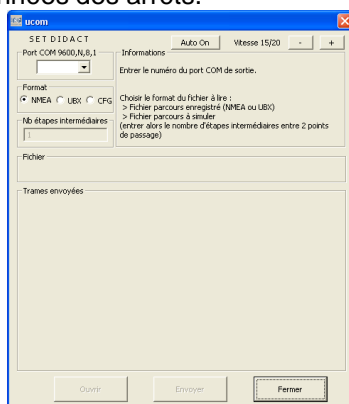 nnées des arrêts.
ucom
SET DIDACT
Auto On
Vitesse 15/20
-
+
Port COM 9600,N,8,1
Informations
Entrer le numéro du port COM de sortie.
Format
NMEA UBX CFG
Choisir le format du fichier à lire :
> Fichier parcours enregistré (NMEA ou UBX)
> Fichier parcours à simuler
(entrer alors le nombre d'étapes intermédiaires entre 2 points
de passage)
Nb étapes intermédiaires
1
Fichier
Trames envoyées
Ouvrir
Envoyer
Fermer